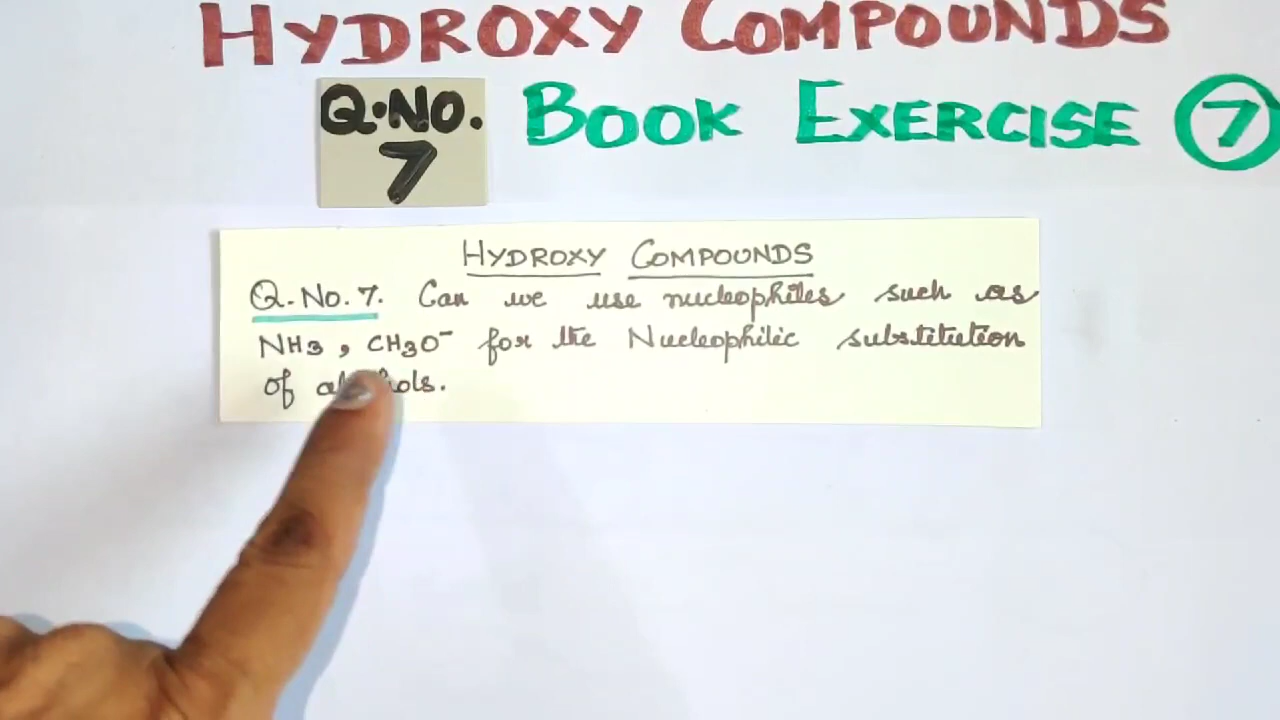 HYDROXY COMPOUNDS
Q.NO. 7 BOOK EXERCISE 7
HYDROXY COMPOUNDS
Q.No. 7. Can we use nucleophiles such as
NH3, CH3O⁻ for the Nucleophilic substitution
of